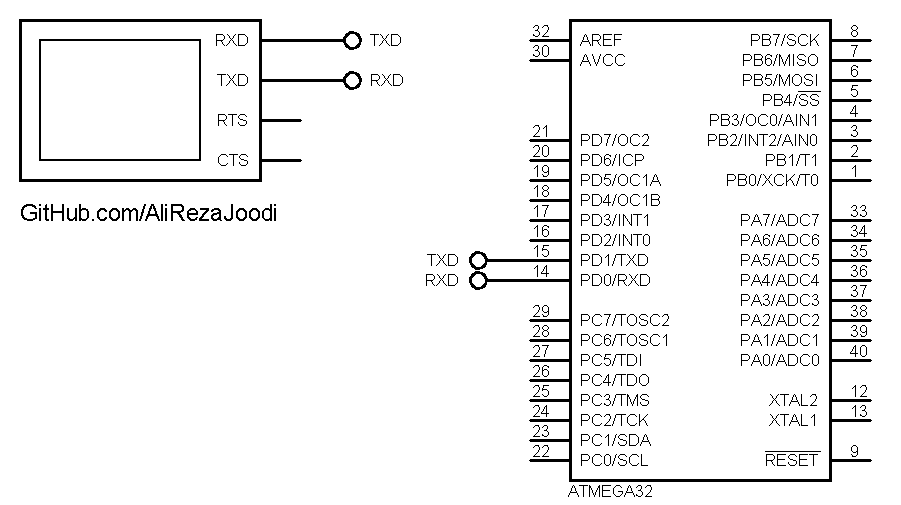 RXD TXD
TXD RXD
RTS
CTS
GitHub.com/AliRezaJoodi
32 AREF PB7/SCK 8
30 AVCC PB6/MISO 7
PB5/MOSI 6
PB4/SS 5
PB3/OC0/AIN1 4
21 PD7/OC2 PB2/INT2/AIN0 3
20 PD6/ICP PB1/T1 2
19 PD5/OC1A PB0/XCK/T0 1
18 PD4/OC1B
17 PD3/INT1 PA7/ADC7 33
16 PD2/INT0 PA6/ADC6 34
TXD 15 PD1/TXD PA5/ADC5 35
RXD 14 PD0/RXD PA4/ADC4 36
PA3/ADC3 37
29 PC7/TOSC2 PA2/ADC2 38
28 PC6/TOSC1 PA1/ADC1 39
27 PC5/TDI PA0/ADC0 40
26 PC4/TDO
25 PC3/TMS XTAL2 12
24 PC2/TCK XTAL1 13
23 PC1/SDA
22 PC0/SCL RESET 9
ATMEGA32